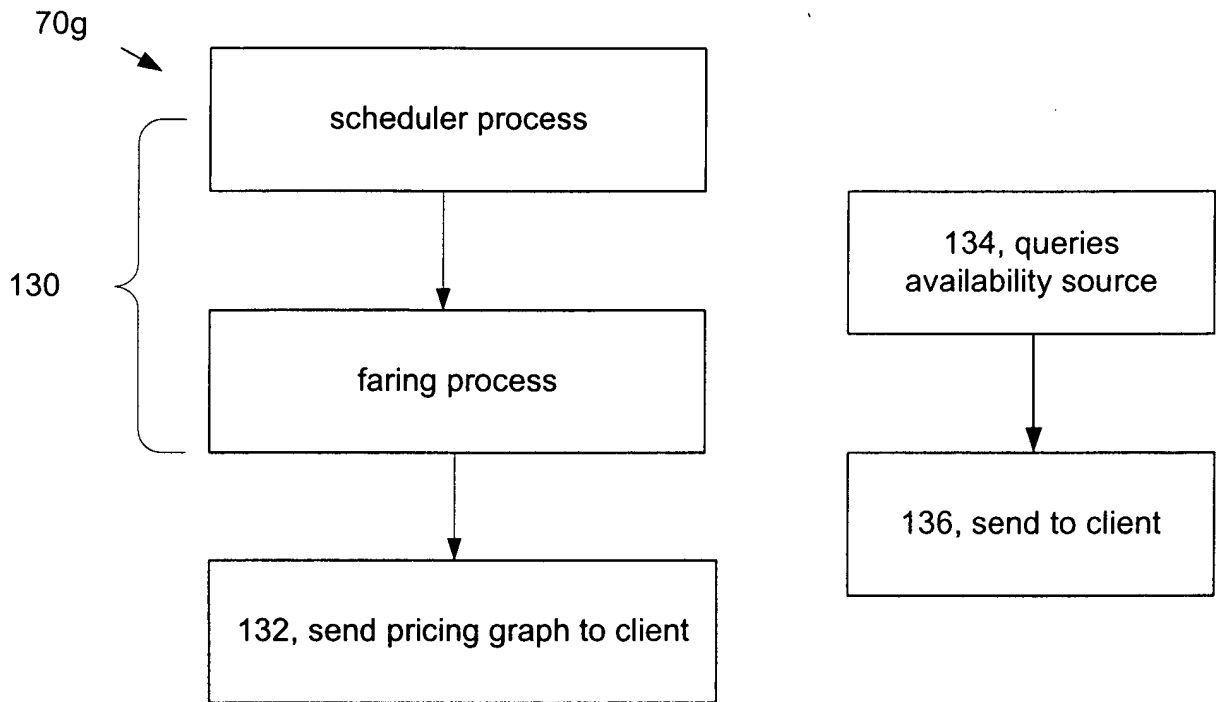 70g
scheduler process
130
faring process
132, send pricing graph to client
134, queries
availability source
136, send to client